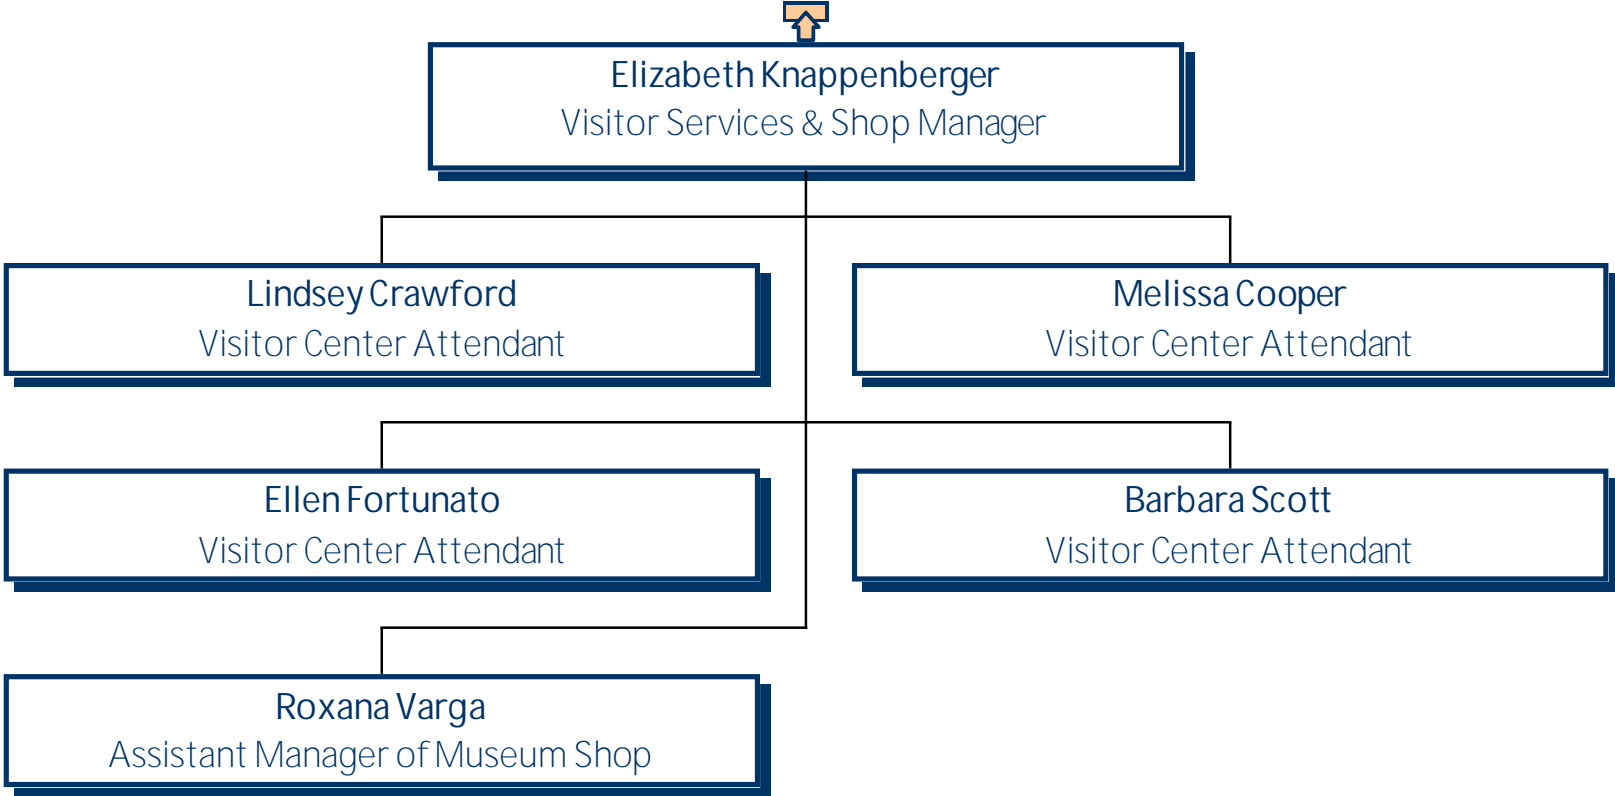 Elizabeth Knappenberger
Visitor Services & Shop Manager
Lindsey Crawford
Visitor Center Attendant
Melissa Cooper
Visitor Center Attendant
Ellen Fortunato
Visitor Center Attendant
Barbara Scott
Visitor Center Attendant
Roxana Varga
Assistant Manager of Museum Shop